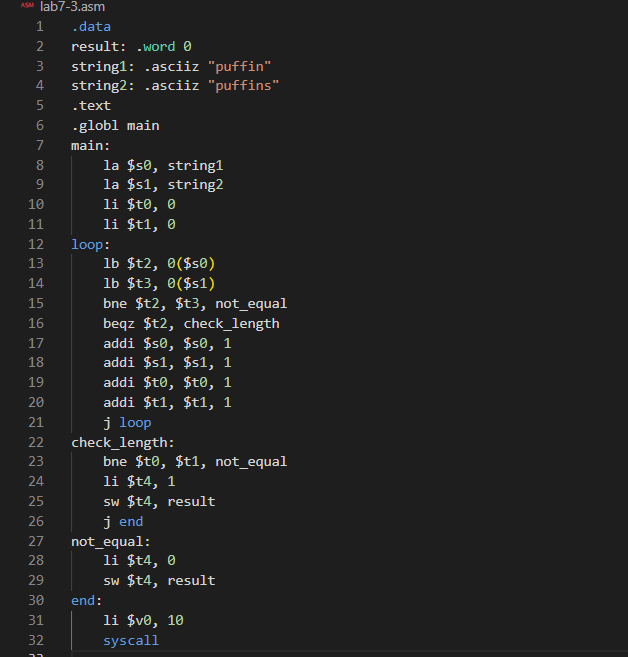 ASM lab7-3.asm
1 .data
2 result: .word 0
3 string1: .asciiz "puffin"
4 string2: .asciiz "puffins"
5 .text
6 .globl main
7 main:
8 la $s0, string1
9 la $s1, string2
10 li $t0, 0
11 li $t1, 0
12 loop:
13 lb $t2, 0($s0)
14 lb $t3, 0($s1)
15 bne $t2, $t3, not_equal
16 beqz $t2, check_length
17 addi $s0, $s0, 1
18 addi $s1, $s1, 1
19 addi $t0, $t0, 1
20 addi $t1, $t1, 1
21 j loop
22 check_length:
23 bne $t0, $t1, not_equal
24 li $t4, 1
25 sw $t4, result
26 j end
27 not_equal:
28 li $t4, 0
29 sw $t4, result
30 end:
31 li $v0, 10
32 syscall
33